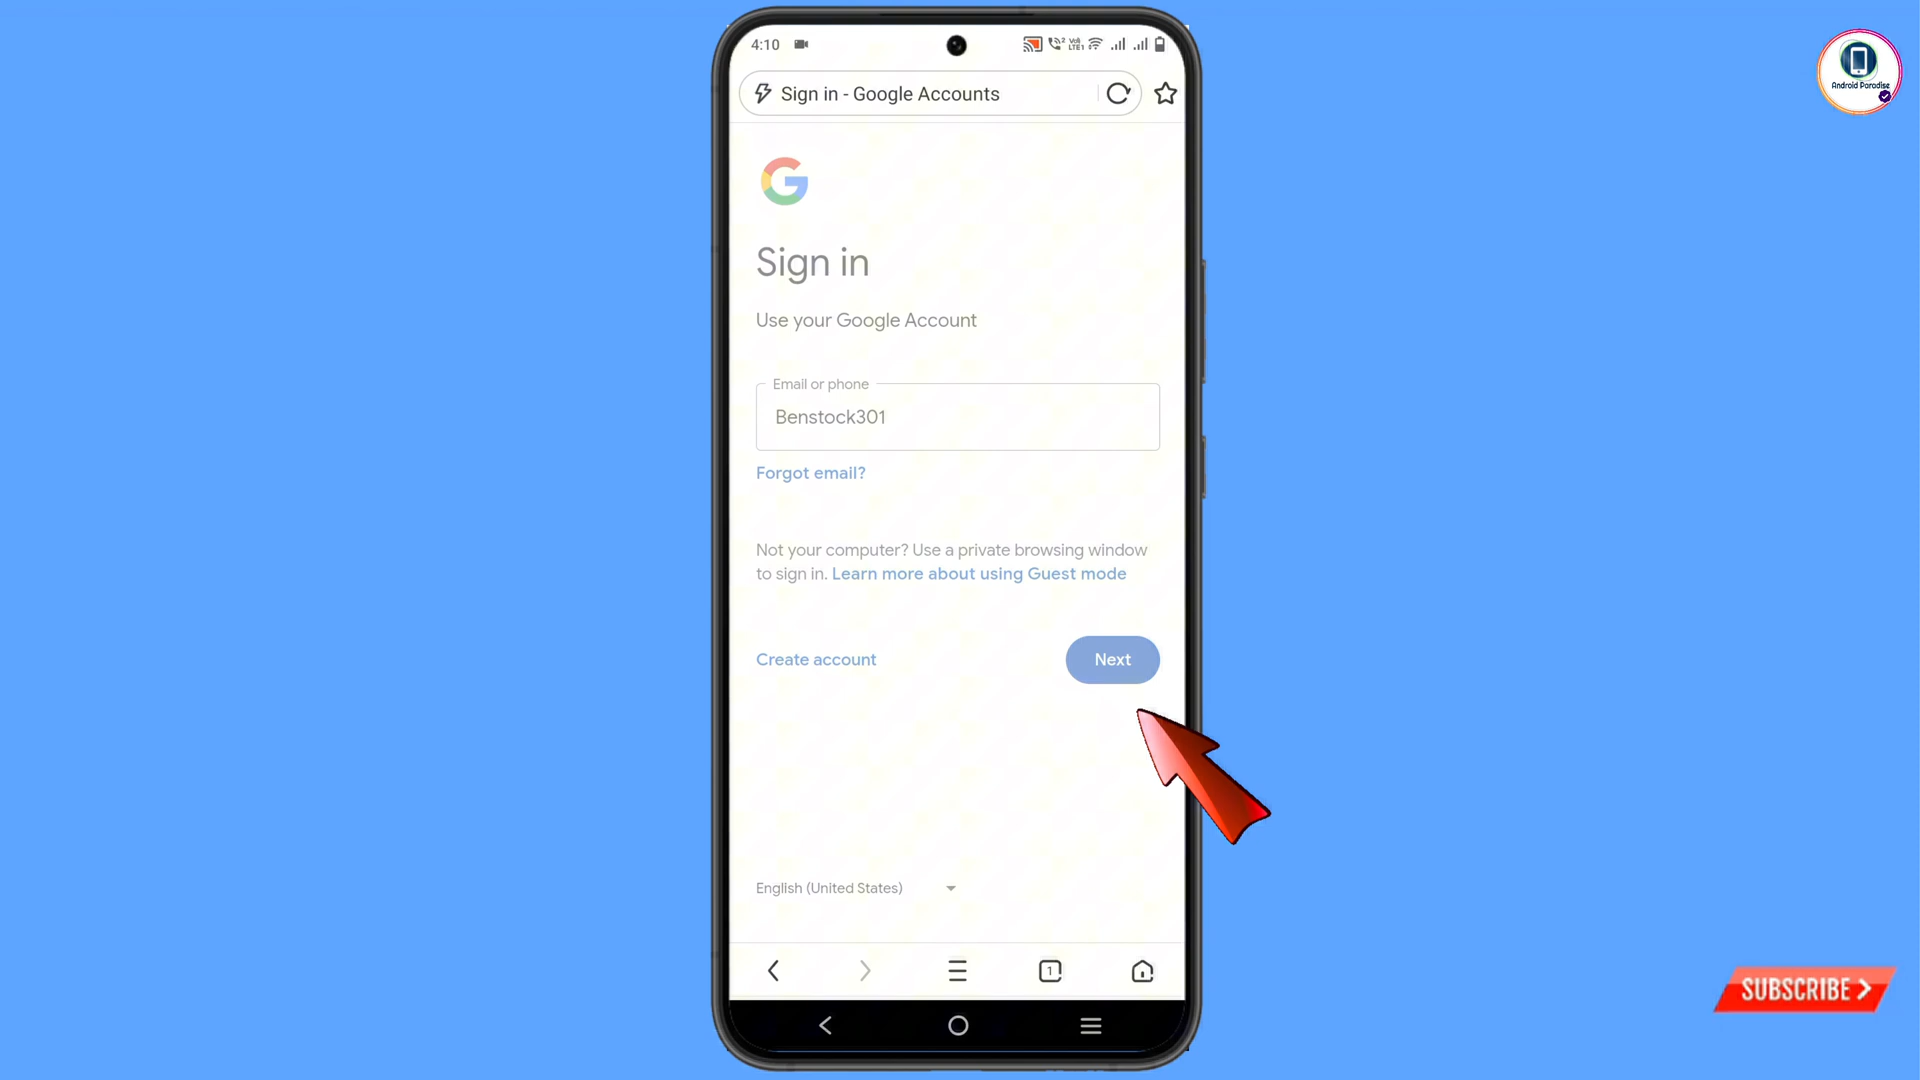 4:10
Sign in - Google Accounts
Android Paradise
Sign in
Use your Google Account
Email or phone
Benstock301
Forgot email?
Not your computer? Use a private browsing window
to sign in. Learn more about using Guest mode
Create account
Next
English (United States)
1
SUBSCRIBE